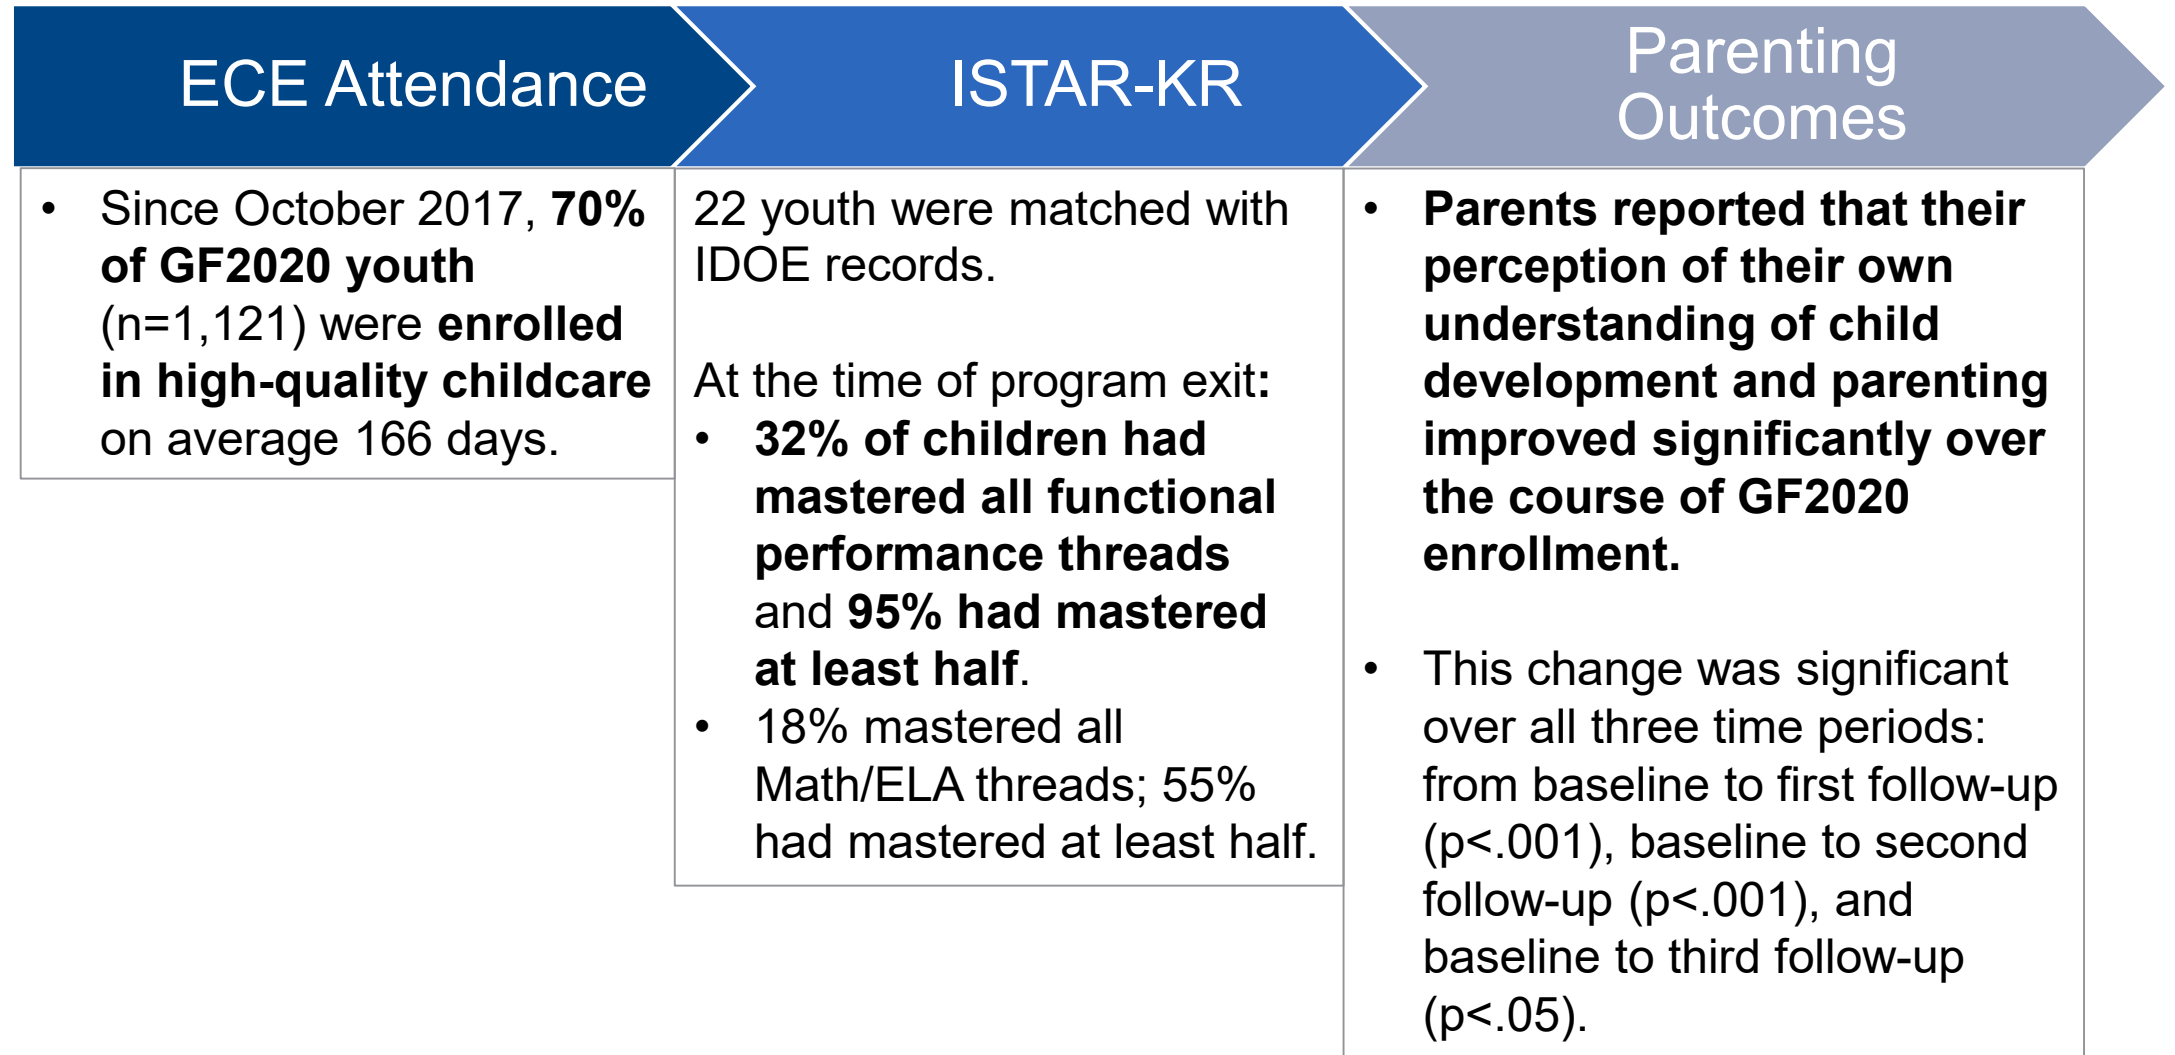 ECE Attendance
ISTAR-KR
Parenting
Outcomes
• Since October 2017, 70%
of GF2020 youth
(n=1,121) were enrolled
in high-quality childcare
on average 166 days.
22 youth were matched with
IDOE records.
At the time of program exit:
• 32% of children had
mastered all functional
performance threads
and 95% had mastered
at least half.
• 18% mastered all
Math/ELA threads; 55%
had mastered at least half.
• Parents reported that their
perception of their own
understanding of child
development and parenting
improved significantly over
the course of GF2020
enrollment.
• This change was significant
over all three time periods:
from baseline to first follow-up
(p<.001), baseline to second
follow-up (p<.001), and
baseline to third follow-up
(p<.05).